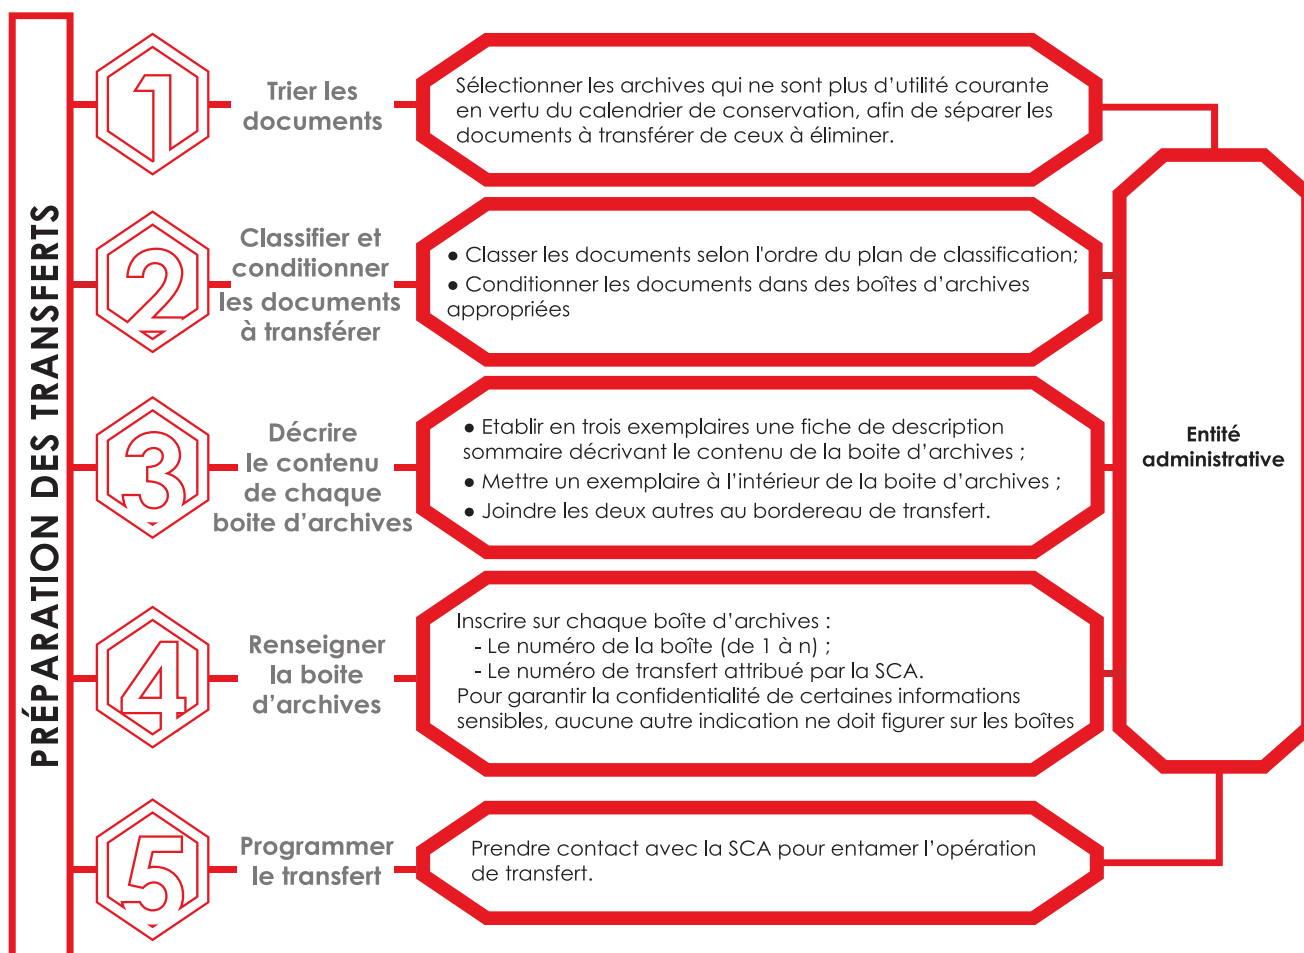 PRÉPARATION DES TRANSFERTS
1
Trier les
documents
Sélectionner les archives qui ne sont plus d’utilité courante
en vertu du calendrier de conservation, afin de séparer les
documents à transférer de ceux à éliminer.
2
Classifier et
conditionner
les documents
à transférer
● Classer les documents selon l'ordre du plan de classification;
● Conditionner les documents dans des boîtes d’archives
appropriées
3
Décrire
le contenu
de chaque
boite d’archives
● Etablir en trois exemplaires une fiche de description
sommaire décrivant le contenu de la boite d’archives ;
● Mettre un exemplaire à l’intérieur de la boite d’archives ;
● Joindre les deux autres au bordereau de transfert.
4
Renseigner
la boite
d’archives
Inscrire sur chaque boîte d’archives :
- Le numéro de la boîte (de 1 à n) ;
- Le numéro de transfert attribué par la SCA.
Pour garantir la confidentialité de certaines informations
sensibles, aucune autre indication ne doit figurer sur les boîtes
5
Programmer
le transfert
Prendre contact avec la SCA pour entamer l’opération
de transfert.
Entité
administrative